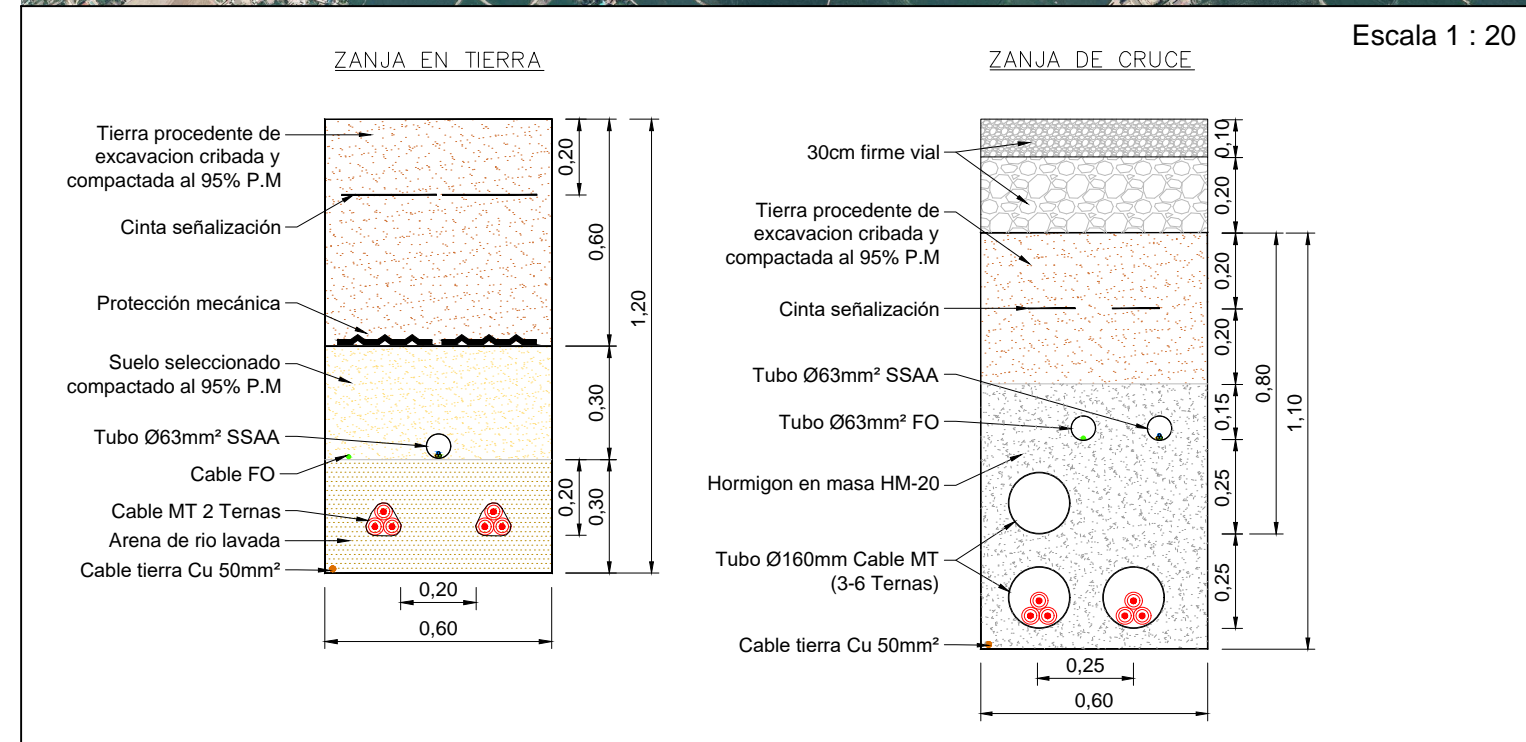 Escala 1 : 20
ZANJA EN TIERRA
Tierra procedente de
excavacion cribada y
compactada al 95% P.M
Cinta señalización
Protección mecánica
Suelo seleccionado
compactado al 95% P.M
Tubo Ø63mm² SSAA
Cable FO
Cable MT 2 Ternas
Arena de rio lavada
Cable tierra Cu 50mm²
0,20
0,60
1,20
0,30
0,20
0,30
0,20
0,60
ZANJA DE CRUCE
30cm firme vial
Tierra procedente de
excavacion cribada y
compactada al 95% P.M
Cinta señalización
Tubo Ø63mm² SSAA
Tubo Ø63mm² FO
Hormigon en masa HM-20
Tubo Ø160mm Cable MT
(3-6 Ternas)
Cable tierra Cu 50mm²
0,10
0,20
0,20
0,20
0,15
0,80
1,10
0,25
0,25
0,25
0,60